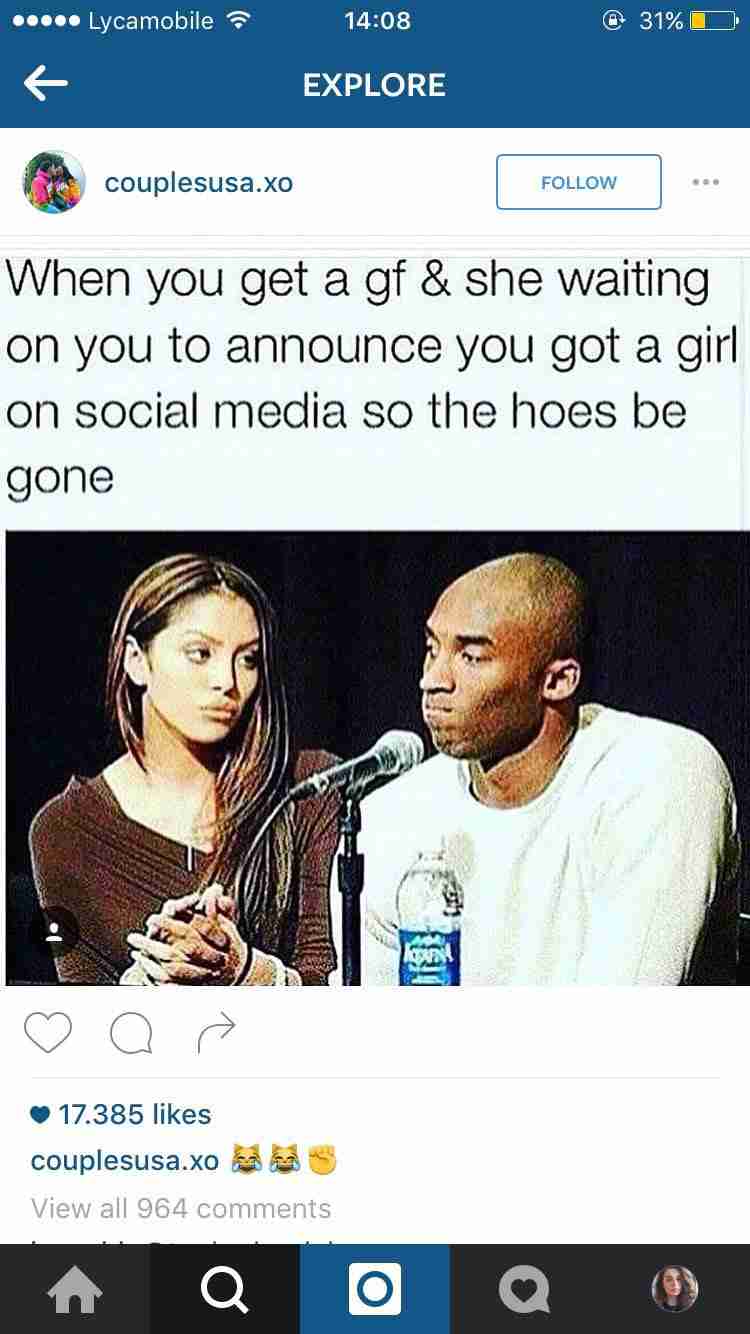 Lycamobile 14:08 31%
EXPLORE
couplesusa.xo FOLLOW
When you get a gf & she waiting
on you to announce you got a girl
on social media so the hoes be
gone
AQUAFINA
17.385 likes
couplesusa.xo 😹😹✊
View all 964 comments